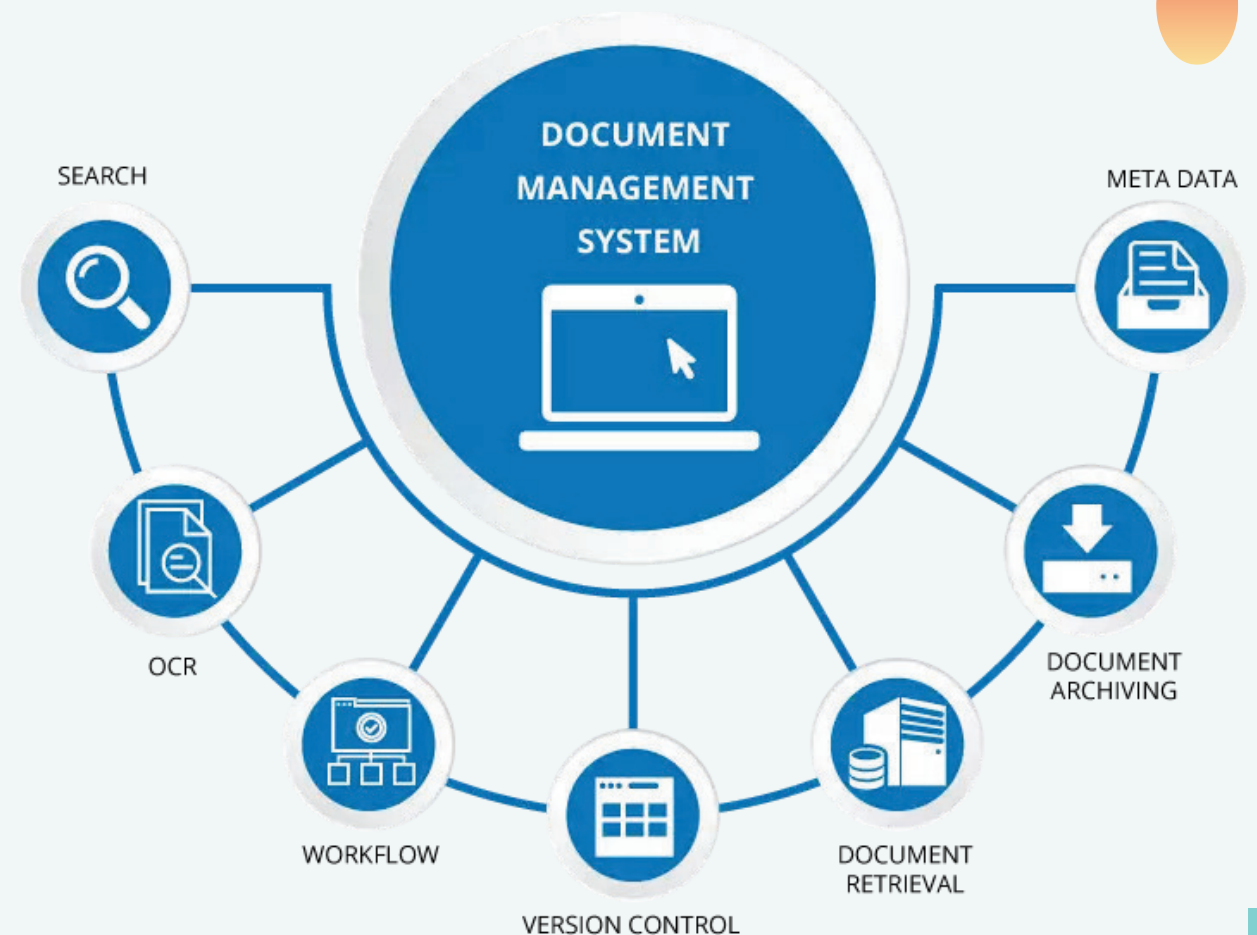 DOCUMENT
MANAGEMENT
SYSTEM
SEARCH
META DATA
OCR
DOCUMENT
ARCHIVING
WORKFLOW
DOCUMENT
RETRIEVAL
VERSION CONTROL